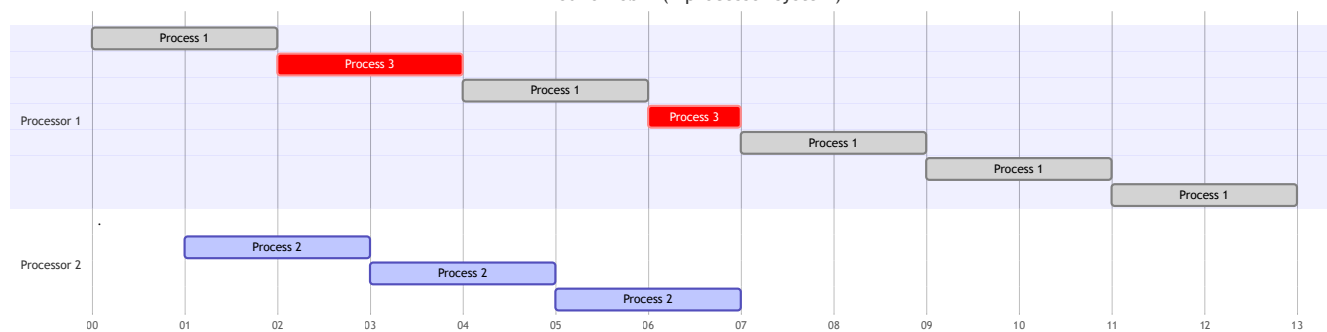 Process 1
Process 3
Process 1
Process 3
Processor 1
Process 1
Process 1
Process 1
.
Process 2
Processor 2
Process 2
Process 2
00 01 02 03 04 05 06 07 08 09 10 11 12 13